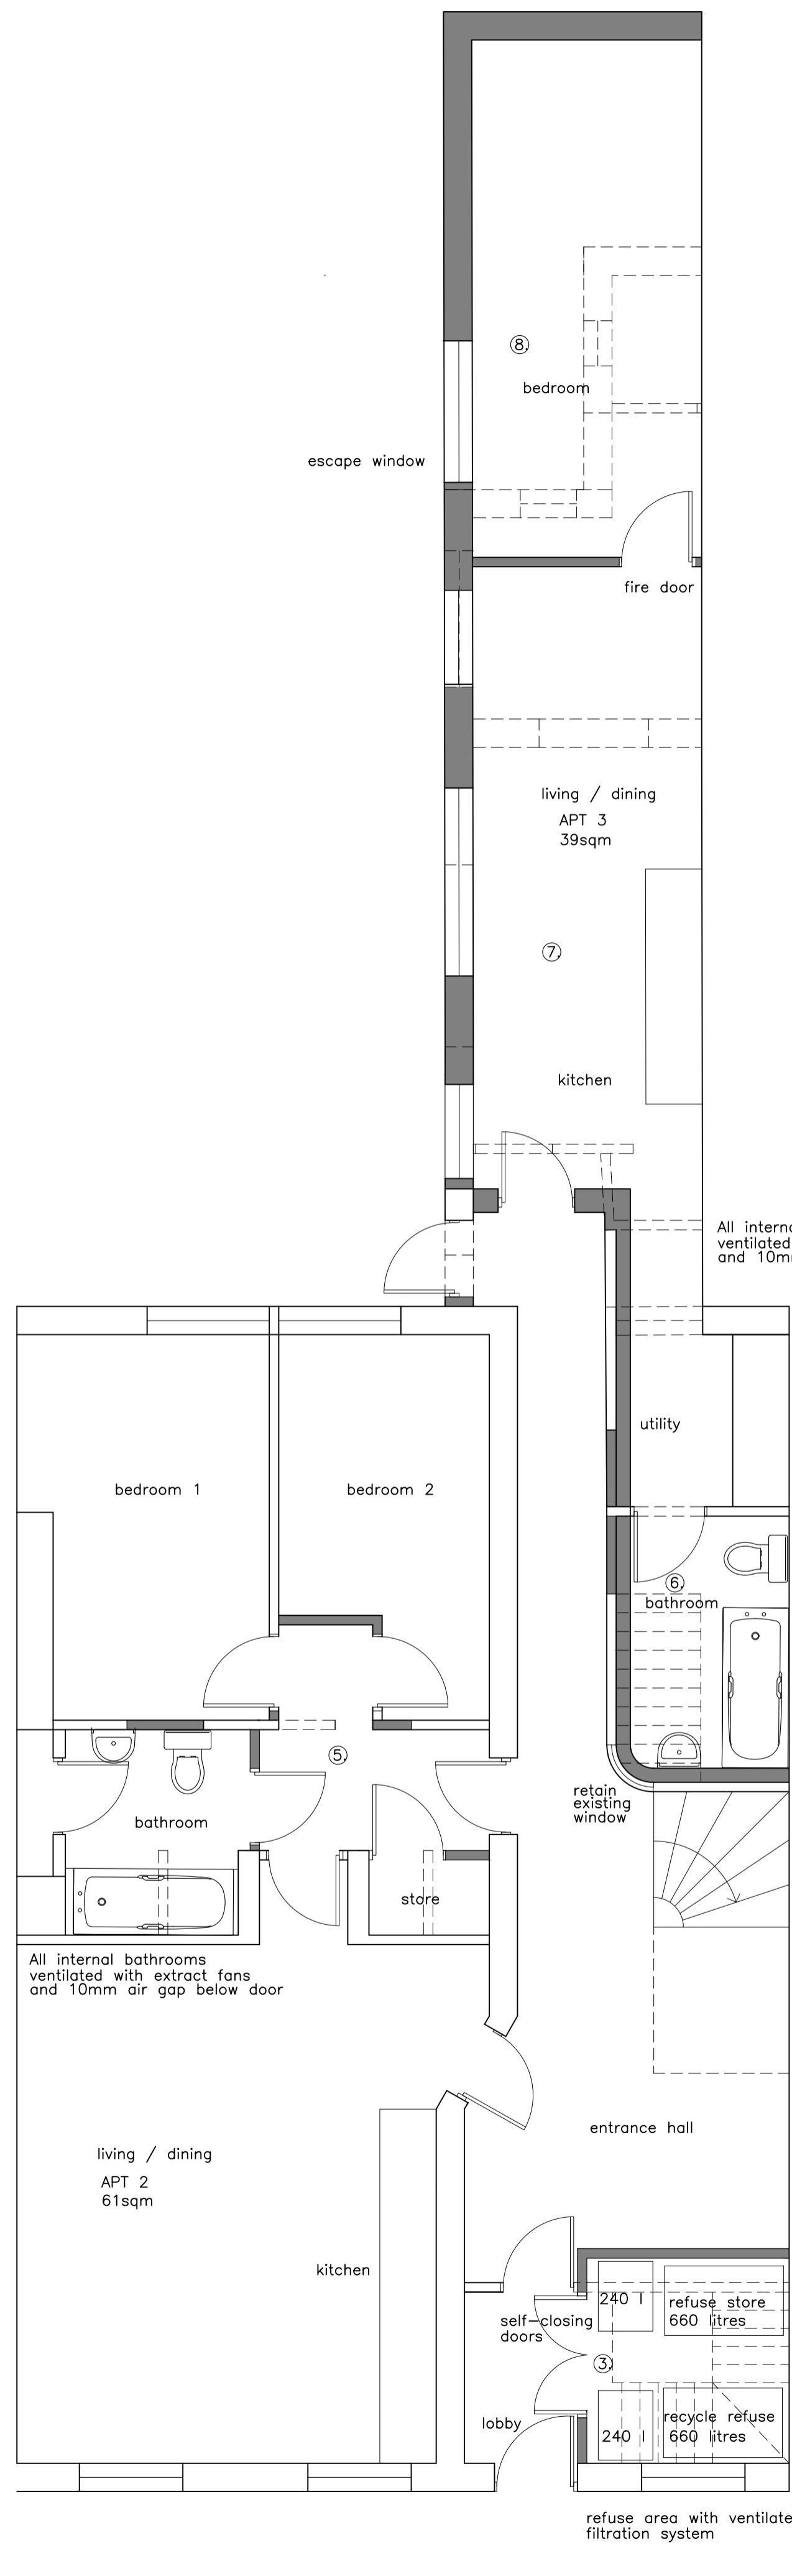 8.
bedroom
escape window
fire door
living / dining
APT 3
39sqm
7.
kitchen
All
ventilated
and
utility
bedroom 1
bedroom 2
6.
bathroom
5.
retain
existing
window
bathroom
store
All internal bathrooms
ventilated with extract fans
and 10mm air gap below door
entrance hall
living / dining
APT 2
61sqm
kitchen
240 l
refuse store
660 litres
self-closing
doors
3.
lobby
recycle refuse
240 l
660 litres
refuse area with
filtration system